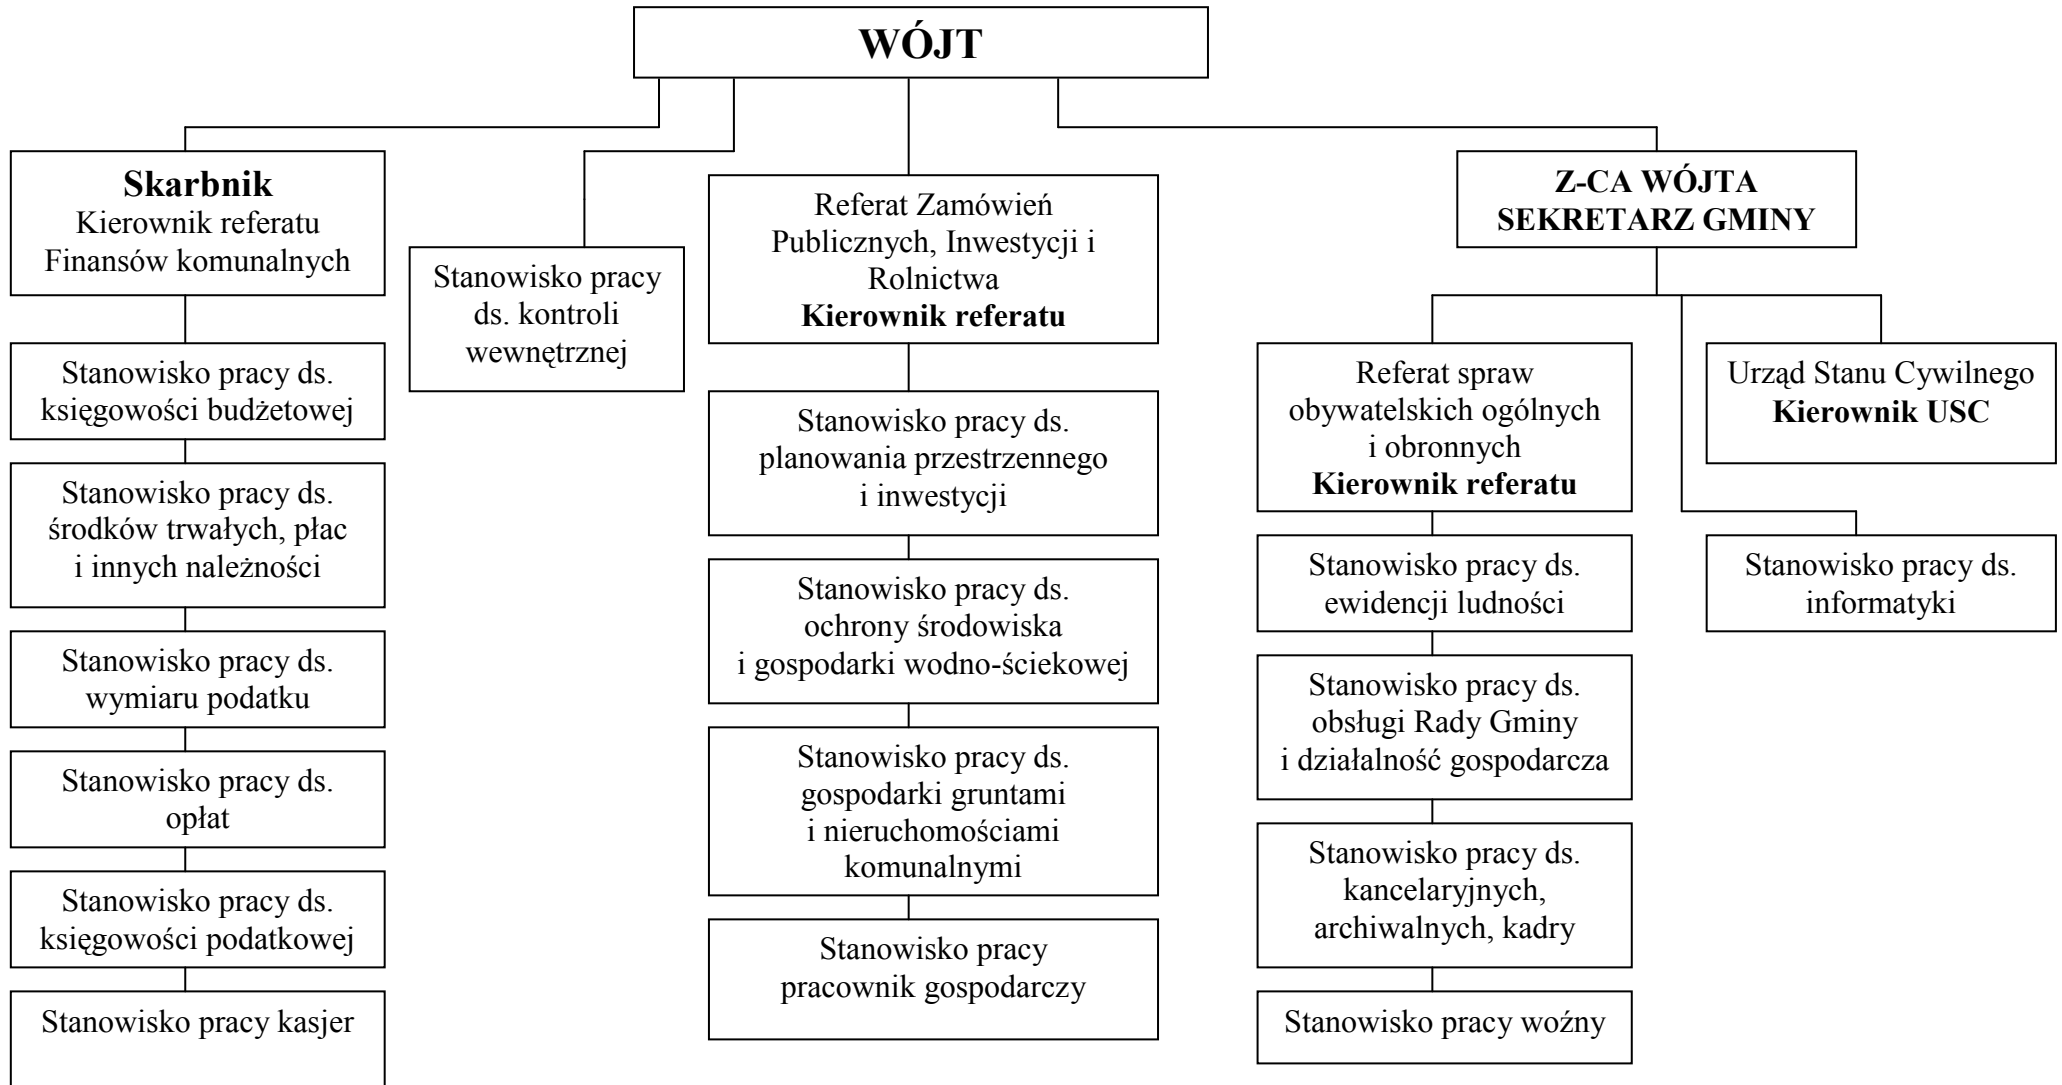 WÓJT
Skarbnik
Kierownik referatu
Finansów komunalnych
Stanowisko pracy ds.
księgowości budżetowej
Stanowisko pracy ds.
środków trwałych, płac
i innych należności
Stanowisko pracy ds.
wymiaru podatku
Stanowisko pracy ds.
opłat
Stanowisko pracy ds.
księgowości podatkowej
Stanowisko pracy kasjer
Stanowisko pracy
ds. kontroli
wewnętrznej
Referat Zamówień
Publicznych, Inwestycji i
Rolnictwa
Kierownik referatu
Stanowisko pracy ds.
planowania przestrzennego
i inwestycji
Stanowisko pracy ds.
ochrony środowiska
i gospodarki wodno-ściekowej
Stanowisko pracy ds.
gospodarki gruntami
i nieruchomościami
komunalnymi
Stanowisko pracy
pracownik gospodarczy
Z-CA WÓJTA
SEKRETARZ GMINY
Referat spraw
obywatelskich ogólnych
i obronnych
Kierownik referatu
Stanowisko pracy ds.
ewidencji ludności
Stanowisko pracy ds.
obsługi Rady Gminy
i działalność gospodarcza
Stanowisko pracy ds.
kancelaryjnych,
archiwalnych, kadry
Stanowisko pracy woźny
Urząd Stanu Cywilnego
Kierownik USC
Stanowisko pracy ds.
informatyki